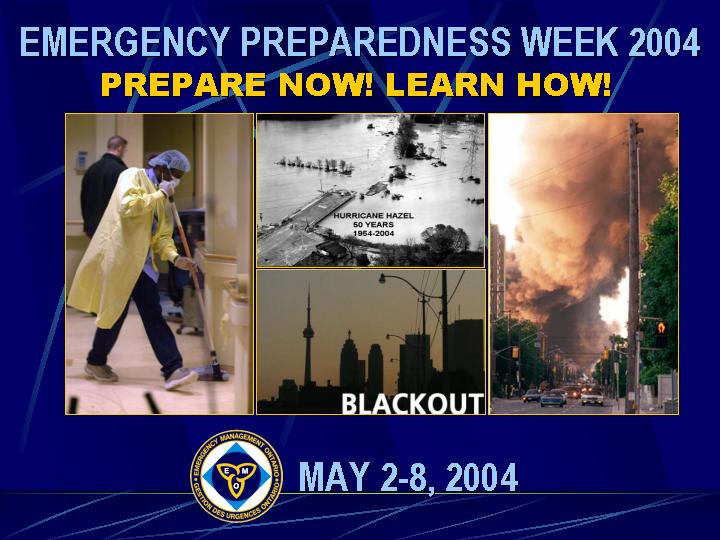 EMERGENCY PREPAREDNESS WEEK 2004
PREPARE NOW! LEARN HOW!
HURRICANE HAZEL
50 YEARS
1954-2004
BLACKOUT
EMERGENCY MANAGEMENT ONTARIO
E M
O
GESTION DES URGENCES ONTARIO
MAY 2-8, 2004